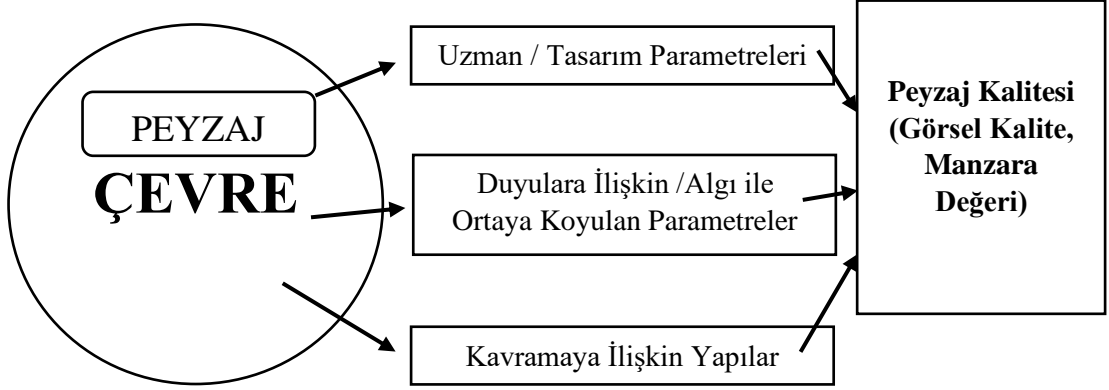 PEYZAJ
ÇEVRE
Uzman / Tasarım Parametreleri
Duyulara İlişkin /Algı ile
Ortaya Koyulan Parametreler
Kavramaya İlişkin Yapılar
Peyzaj Kalitesi
(Görsel Kalite,
Manzara
Değeri)